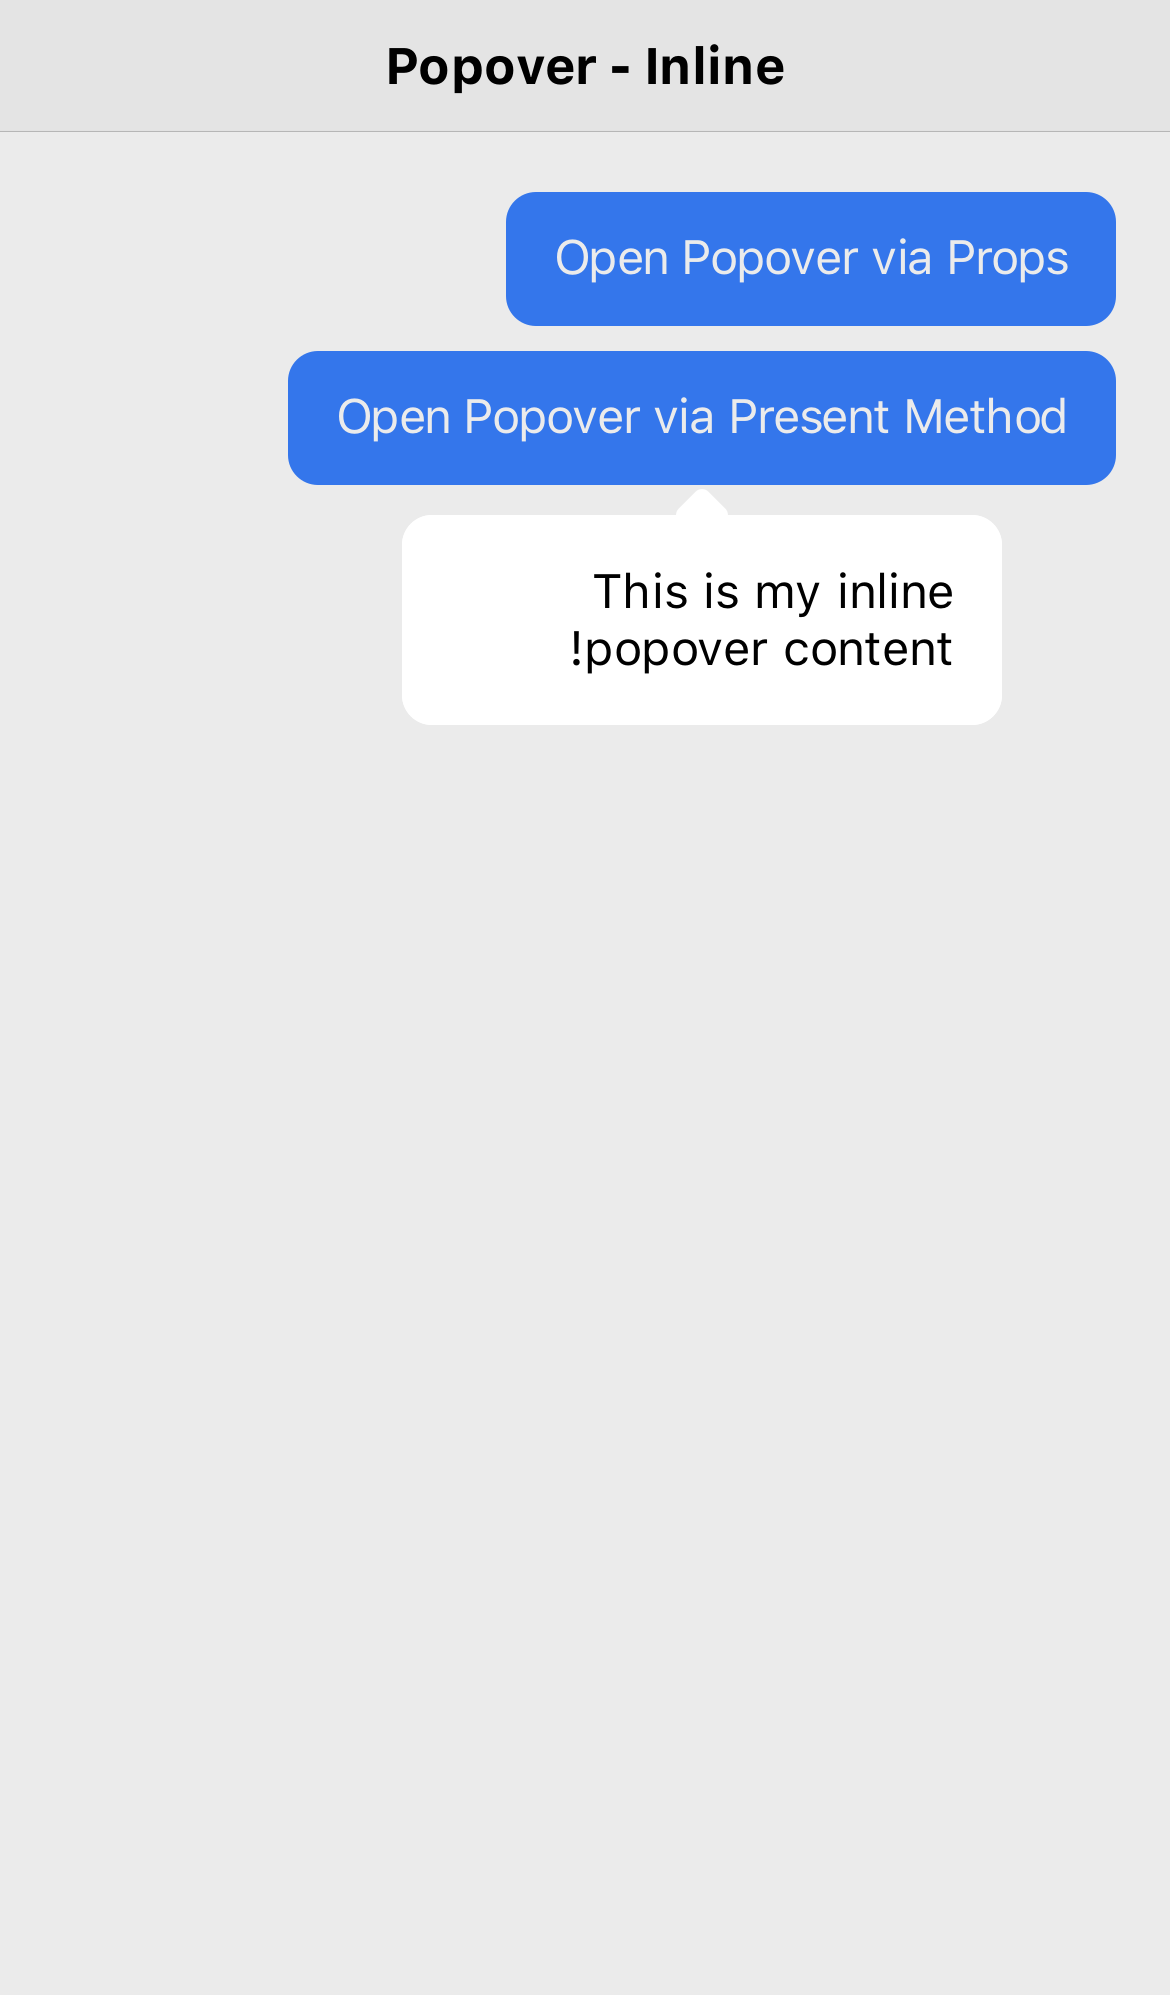 Popover - Inline
Open Popover via Props
Open Popover via Present Method
This is my inline
!popover content